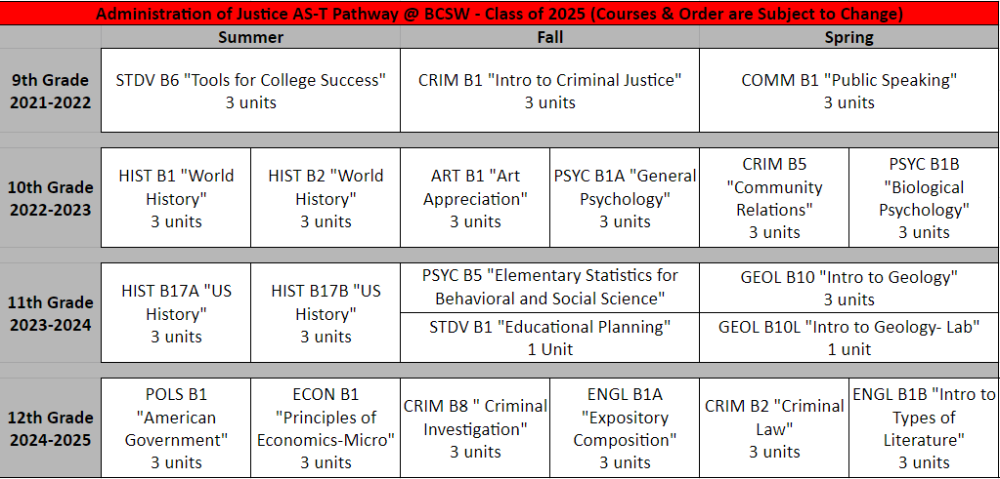 Administration of Justice AS-T Pathway @ BCSW - Class of 2025 (Courses & Order are Subject to Change)
Summer
Fall
Spring
9th Grade
2021-2022
STDV B6 "Tools for College Success"
3 units
CRIM B1 "Intro to Criminal Justice"
3 units
COMM B1 "Public Speaking"
3 units
10th Grade
2022-2023
HIST B1 "World
History"
3 units
HIST B2 "World
History"
3 units
ART B1 "Art
Appreciation"
3 units
PSYC B1A "General
Psychology"
3 units
CRIM B5
"Community
Relations"
3 units
PSYC B1B
"Biological
Psychology"
3 units
11th Grade
2023-2024
HIST B17A "US
History"
3 units
HIST B17B "US
History"
3 units
PSYC B5 "Elementary Statistics for
Behavioral and Social Science"
STDV B1 "Educational Planning"
1 Unit
GEOL B10 "Intro to Geology"
3 units
GEOL B10L "Intro to Geology- Lab"
1 unit
12th Grade
2024-2025
POLS B1
"American
Government"
3 units
ECON B1
"Principles of
Economics-Micro"
3 units
CRIM B8 " Criminal
Investigation"
3 units
ENGL B1A
"Expository
Composition"
3 units
CRIM B2 "Criminal
Law"
3 units
ENGL B1B "Intro to
Types of
Literature"
3 units